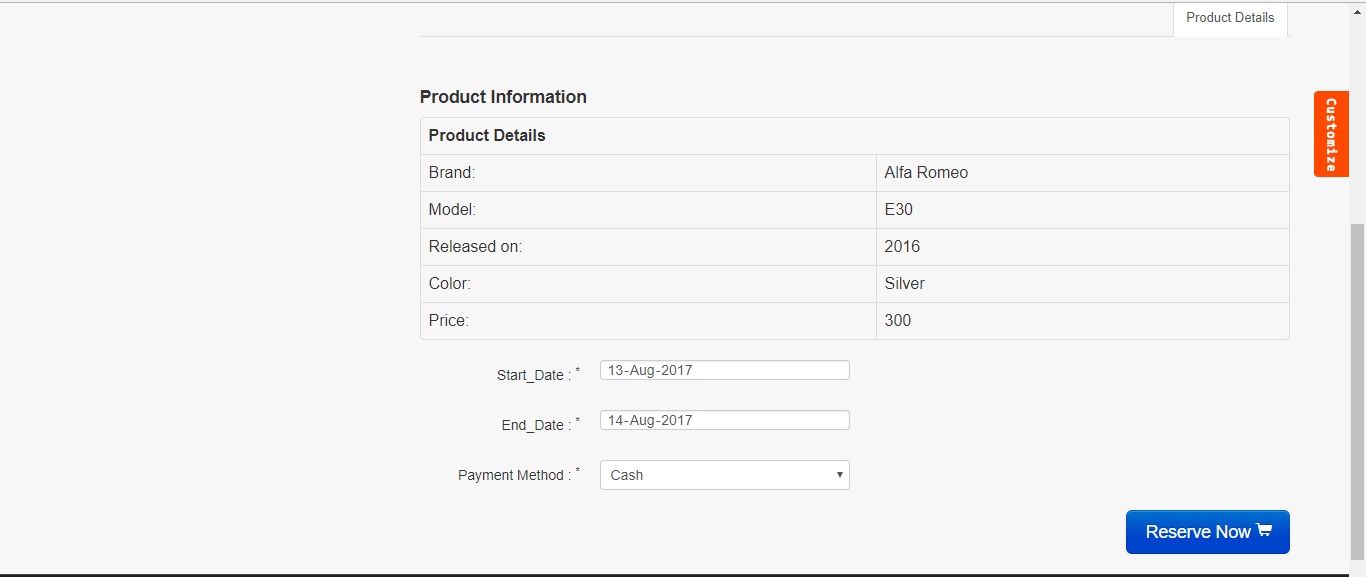 Product Details
Customize
Product Information
Product Details
Brand: Alfa Romeo
Model: E30
Released on: 2016
Color: Silver
Price: 300
Start_Date : * 13-Aug-2017
End_Date : * 14-Aug-2017
Payment Method : * Cash
Reserve Now